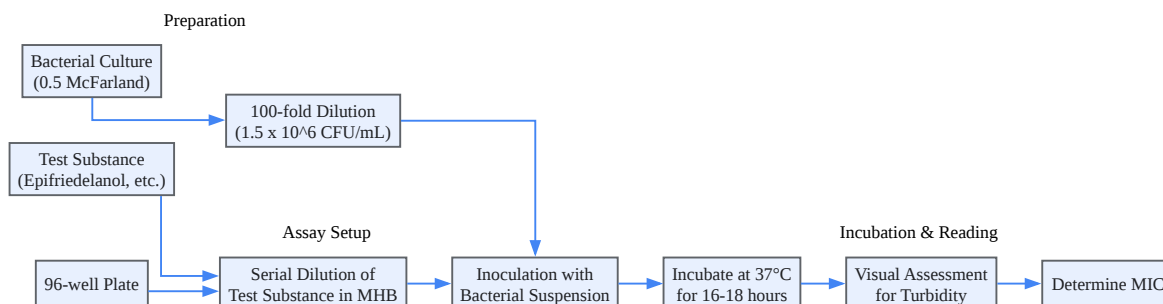 Preparation
Bacterial Culture
(0.5 McFarland)
100-fold Dilution
(1.5 x 10^6 CFU/mL)
Test Substance
(Epifriedelanol, etc.)
Assay Setup
Incubation & Reading
96-well Plate
Serial Dilution of
Test Substance in MHB
Inoculation with
Bacterial Suspension
Incubate at 37°C
for 16-18 hours
Visual Assessment
for Turbidity
Determine MIC